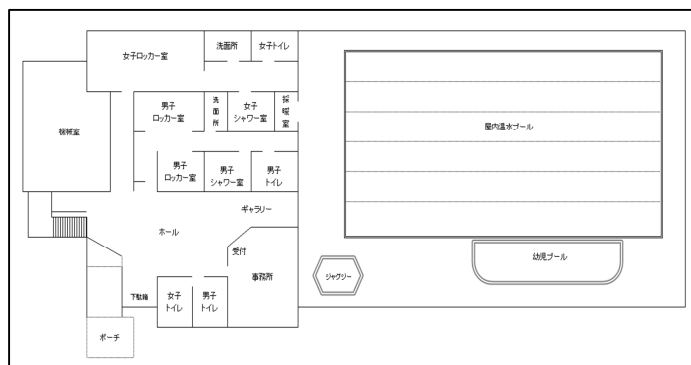 女子ロッカー室
洗面所
女子トイレ
機械室
男子
ロッカー室
洗
面
所
女子
シャワー室
採
暖
室
屋内温水プール
男子
ロッカー室
男子
シャワー室
男子
トイレ
ギャラリー
ホール
受付
事務所
ジャグジー
幼児プール
下駄箱
女子
トイレ
男子
トイレ
ポーチ